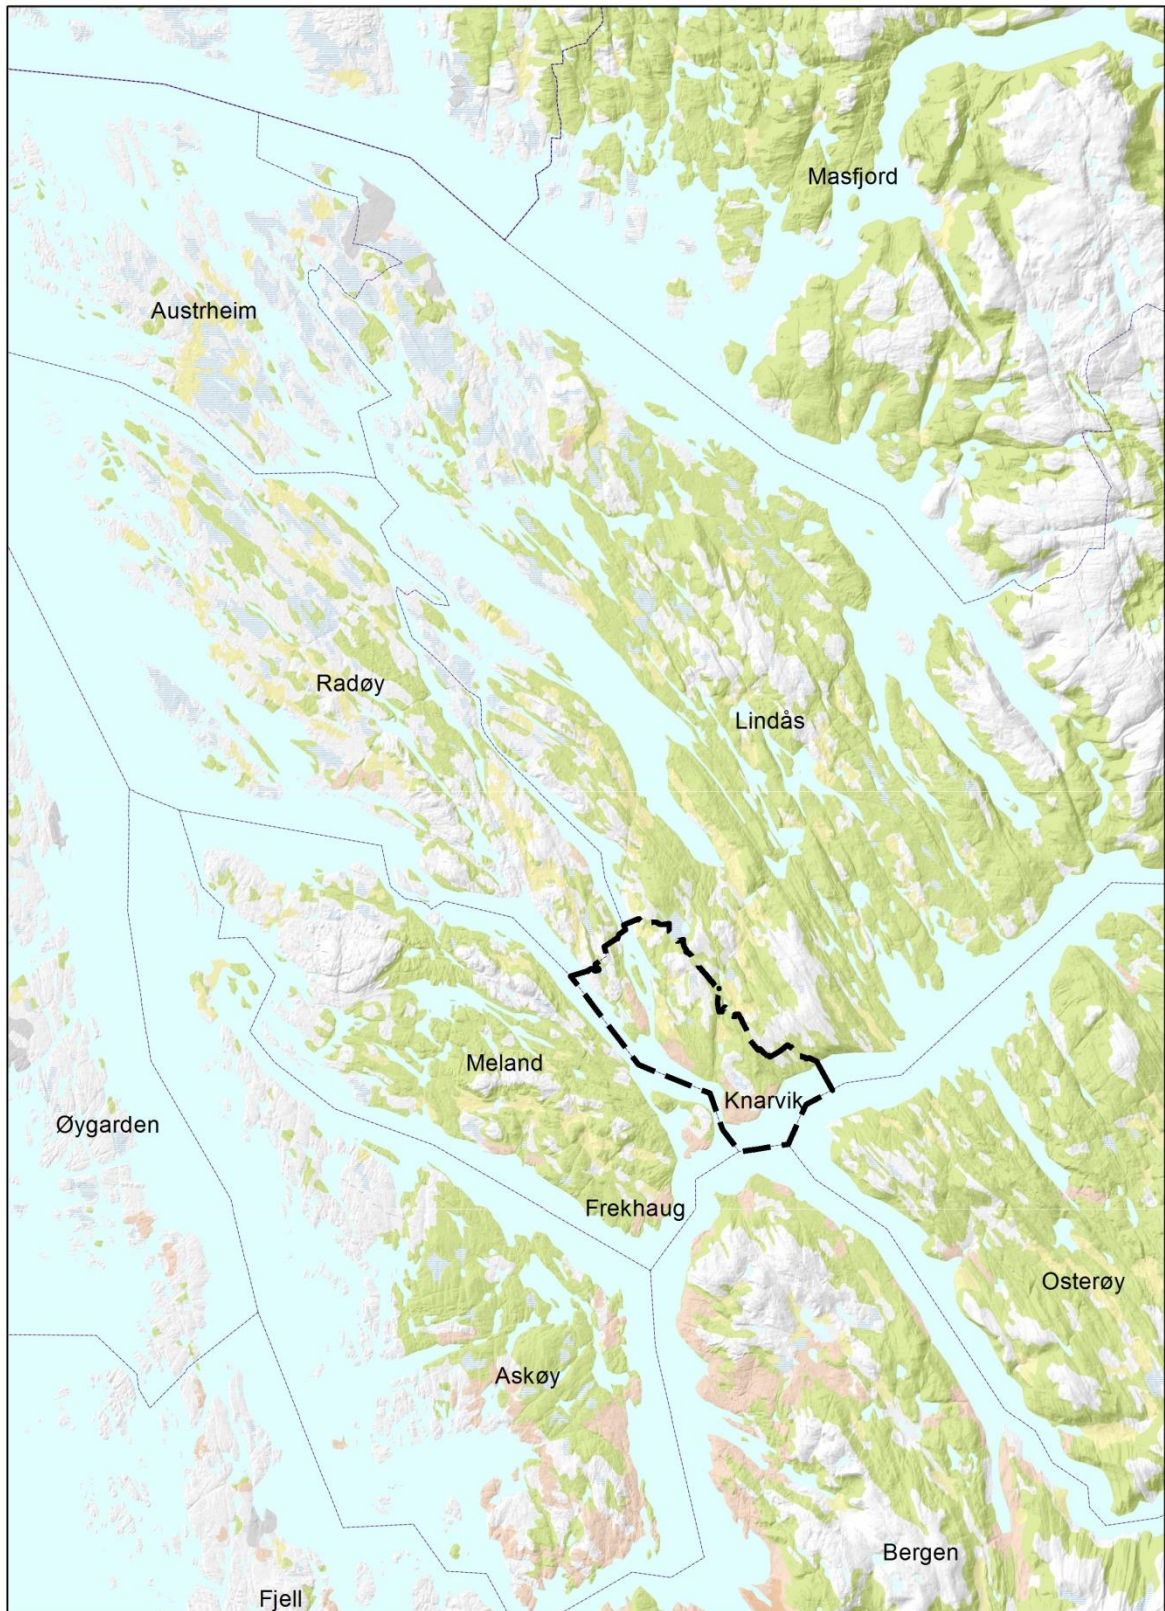 Masfjord
Austrheim
Radøy
Lindås
Meland
Knarvik
Øygarden
Frekhaug
Osterøy
Askøy
Bergen
Fjell